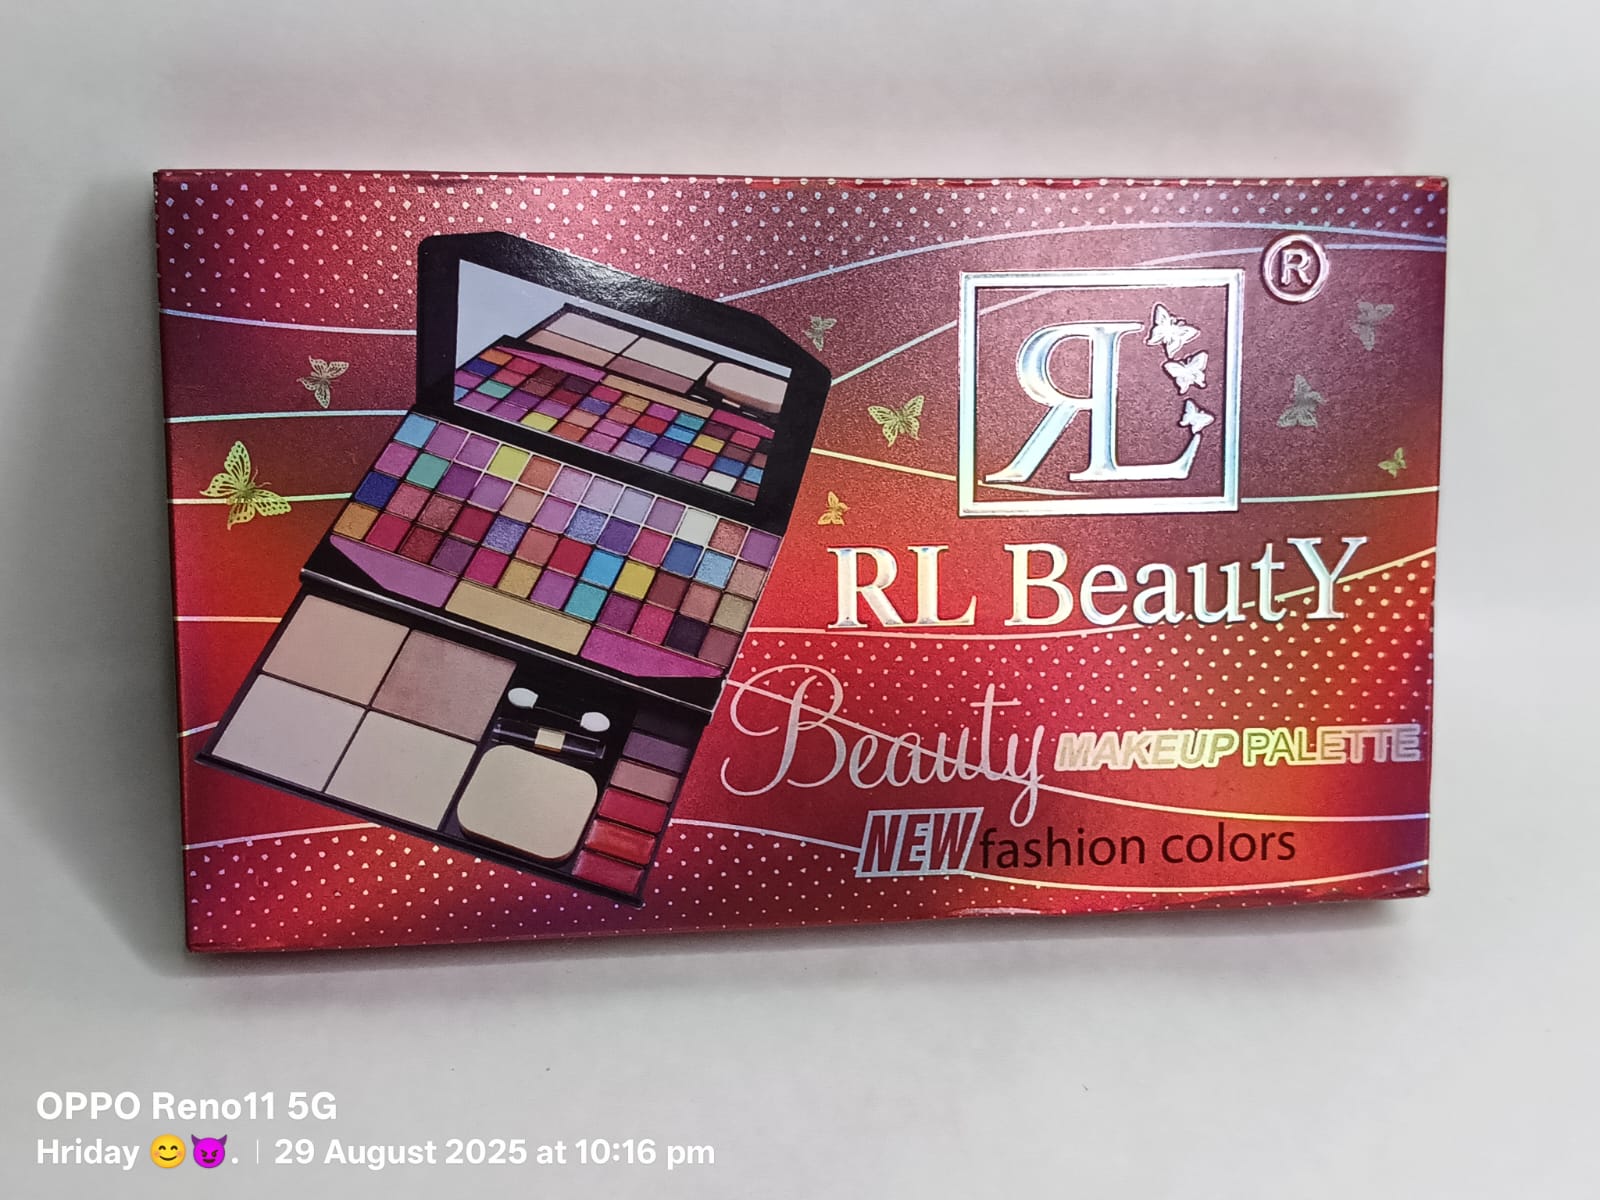 ®
RL
RL BeautY
Beauty MAKEUP PALETTE
NEW fashion colors
OPPO Reno11 5G
Hriday 😊😈. | 29 August 2025 at 10:16 pm